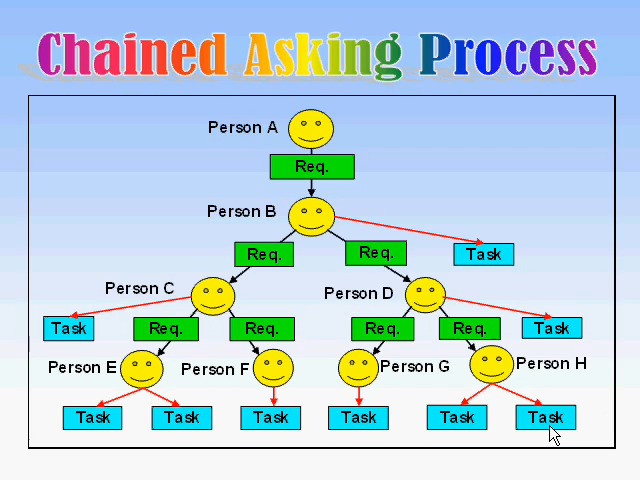 Chained Asking Process
Person A
Req.
Person B
Req.
Req.
Task
Person C
Person D
Task
Req.
Req.
Req.
Req.
Task
Person E
Person F
Person G
Person H
Task
Task
Task
Task
Task
Task